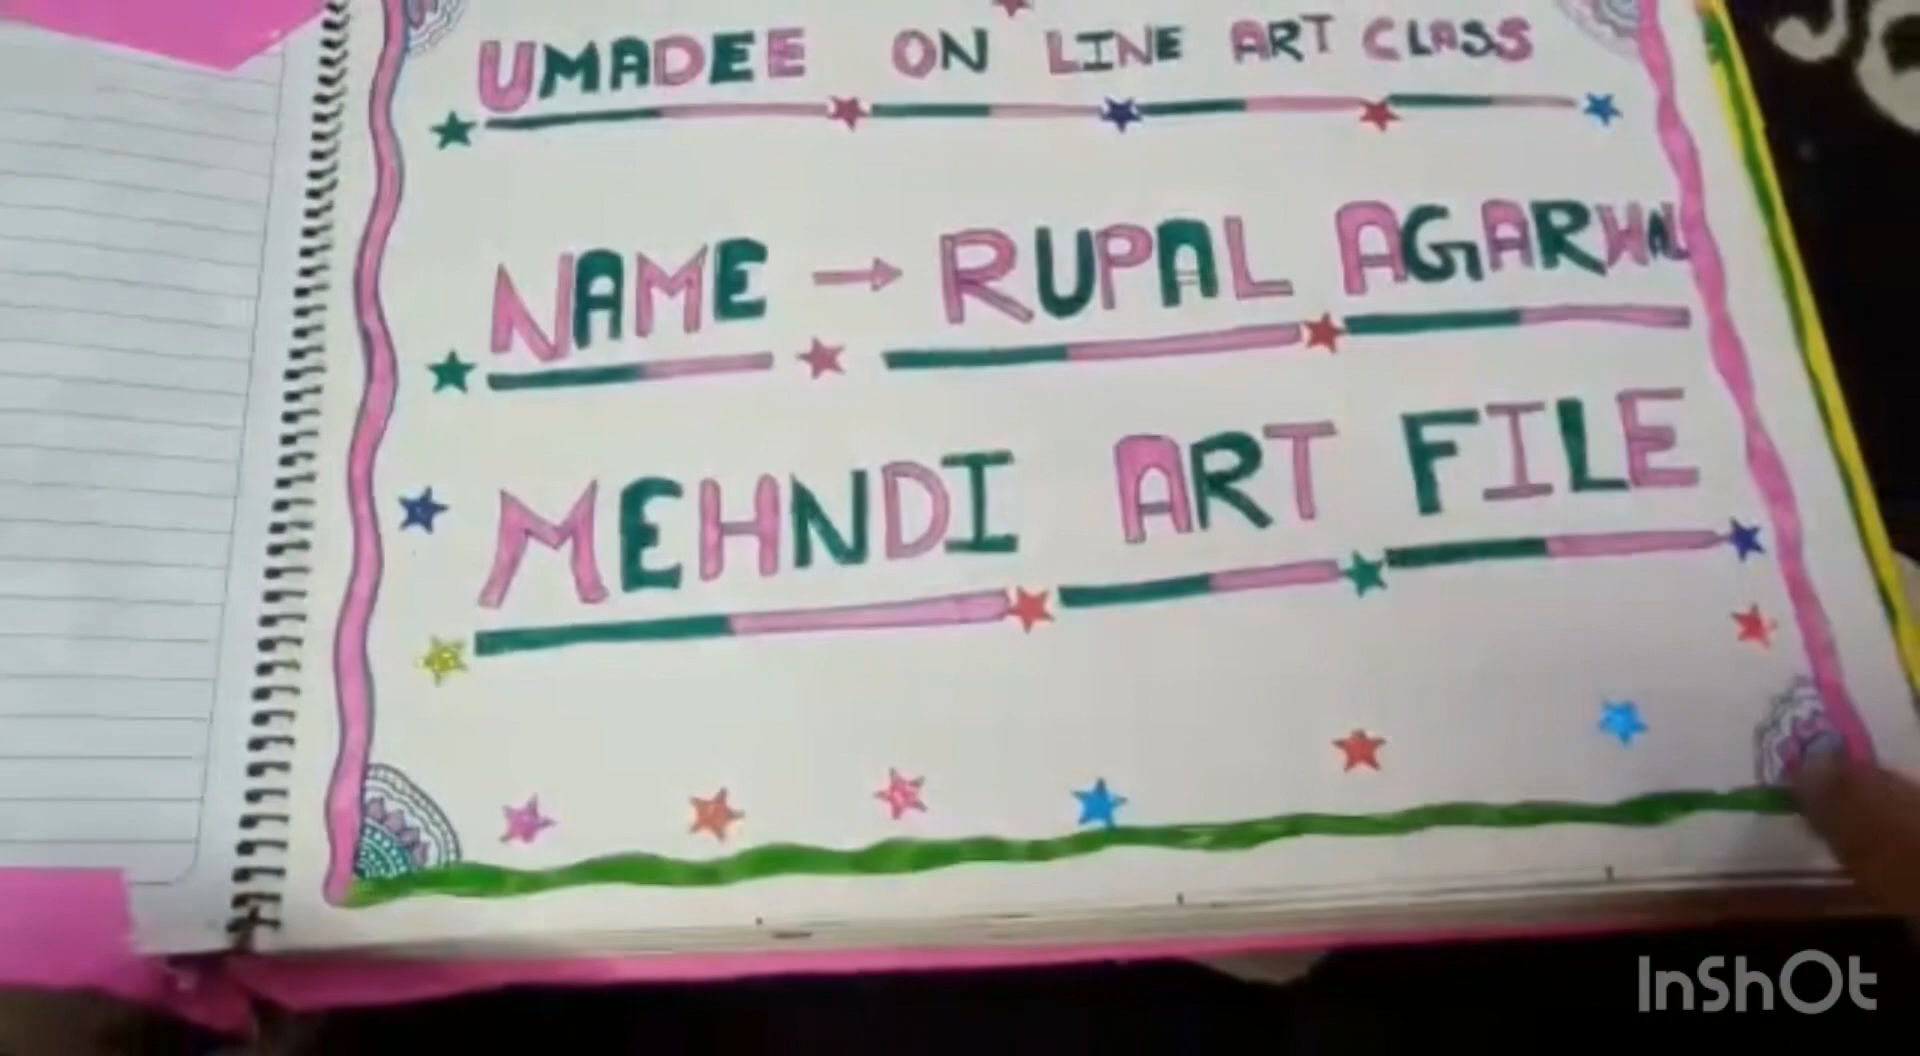 UMADEE ON LINE ART CLASS
NAME → RUPAL AGARWAL
MEHNDI ART FILE
InShOt